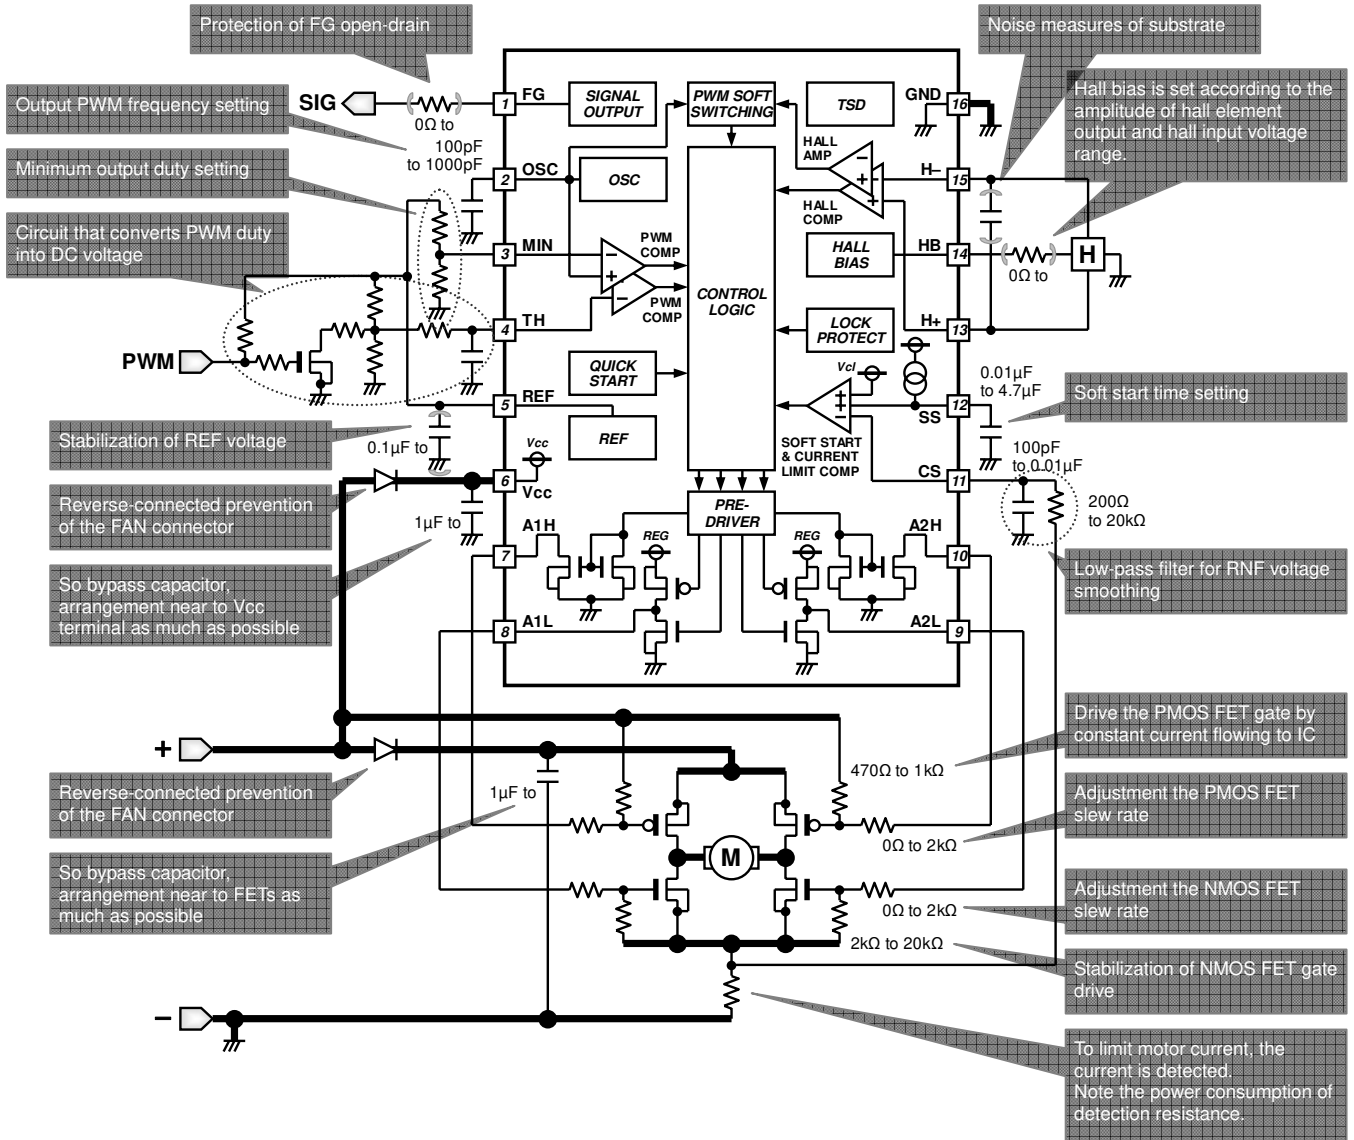 Protection of FG open-drain
Noise measures of substrate
Output PWM frequency setting
Hall bias is set according to the
amplitude of hall element
output and hall input voltage
range.
Minimum output duty setting
Circuit that converts PWM duty
into DC voltage
SIG
0Ω to
100pF
to 1000pF
1
FG
SIGNAL
OUTPUT
PWM SOFT
SWITCHING
TSD
GND
16
HALL
AMP
2
OSC
OSC
H–
15
HALL
COMP
3
MIN
PWM
COMP
HALL
BIAS
HB
14
0Ω to
H
PWM
COMP
CONTROL
LOGIC
4
TH
LOCK
PROTECT
H+
13
PWM
QUICK
START
Vcl
0.01µF
to 4.7µF
Soft start time setting
5
REF
REF
SS
12
Stabilization of REF voltage
0.1µF to
Vcc
SOFT START
& CURRENT
LIMIT COMP
100pF
to 0.01µF
CS
11
6
Vcc
Reverse-connected prevention
of the FAN connector
1µF to
200Ω
to 20kΩ
PRE-
DRIVER
A1H
A2H
7
REG
REG
10
Low-pass filter for RNF voltage
smoothing
So bypass capacitor,
arrangement near to Vcc
terminal as much as possible
8
A1L
A2L
9
Drive the PMOS FET gate by
constant current flowing to IC
+
470Ω to 1kΩ
Reverse-connected prevention
of the FAN connector
1µF to
Adjustment the PMOS FET
slew rate
0Ω to 2kΩ
M
So bypass capacitor,
arrangement near to FETs as
much as possible
Adjustment the NMOS FET
slew rate
0Ω to 2kΩ
2kΩ to 20kΩ
Stabilization of NMOS FET gate
drive
–
To limit motor current, the
current is detected.
Note the power consumption of
detection resistance.